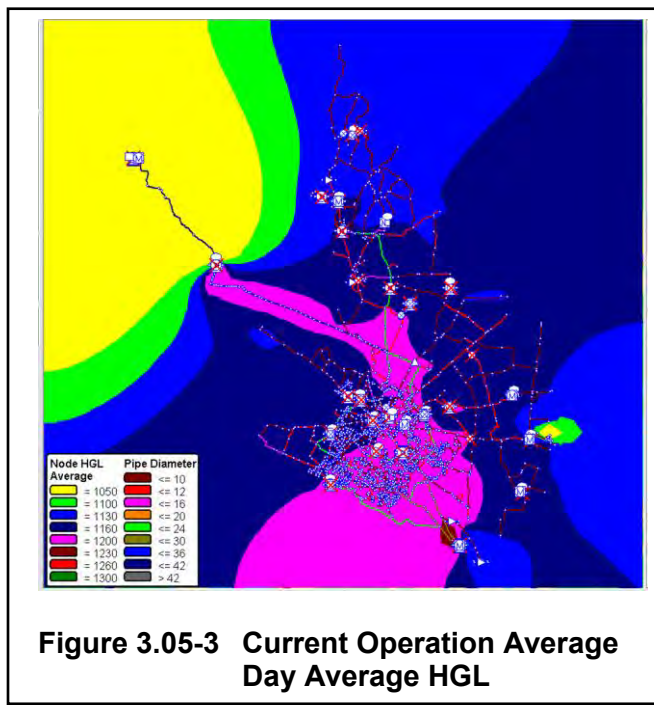 Node HGL Pipe Diameter
Average
= 1050 <= 10
= 1100 <= 12
= 1130 <= 16
= 1160 <= 20
= 1200 <= 24
= 1230 <= 30
= 1260 <= 36
= 1300 <= 42
> 42
Figure 3.05-3 Current Operation Average
Day Average HGL